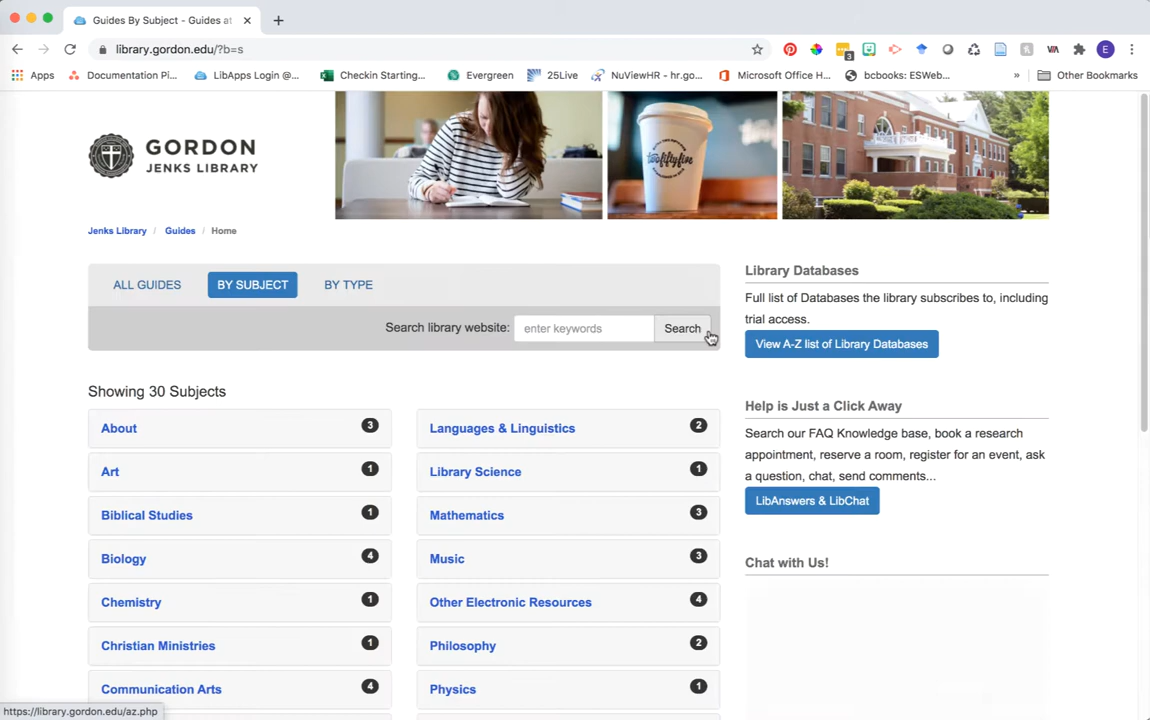 Guides By Subject - Guides at
library.gordon.edu/?b=s
3
VIA
E
Apps
Documentation Pi...
LibApps Login @...
Checkin Starting...
Evergreen
25Live
NuViewHR - hr.go...
Microsoft Office H...
bcbooks: ESWeb...
»
Other Bookmarks
GORDON
JENKS LIBRARY
twofiftyfive
Jenks Library / Guides / Home
ALL GUIDES
BY SUBJECT
BY TYPE
Search library website:
enter keywords
Search
Showing 30 Subjects
About 3
Art 1
Biblical Studies 1
Biology 4
Chemistry 1
Christian Ministries 1
Communication Arts 4
Languages & Linguistics 2
Library Science 1
Mathematics 3
Music 3
Other Electronic Resources 4
Philosophy 2
Physics 1
Library Databases
Full list of Databases the library subscribes to, including
trial access.
View A-Z list of Library Databases
Help is Just a Click Away
Search our FAQ Knowledge base, book a research
appointment, reserve a room, register for an event, ask
a question, chat, send comments...
LibAnswers & LibChat
Chat with Us!
https://library.gordon.edu/az.php